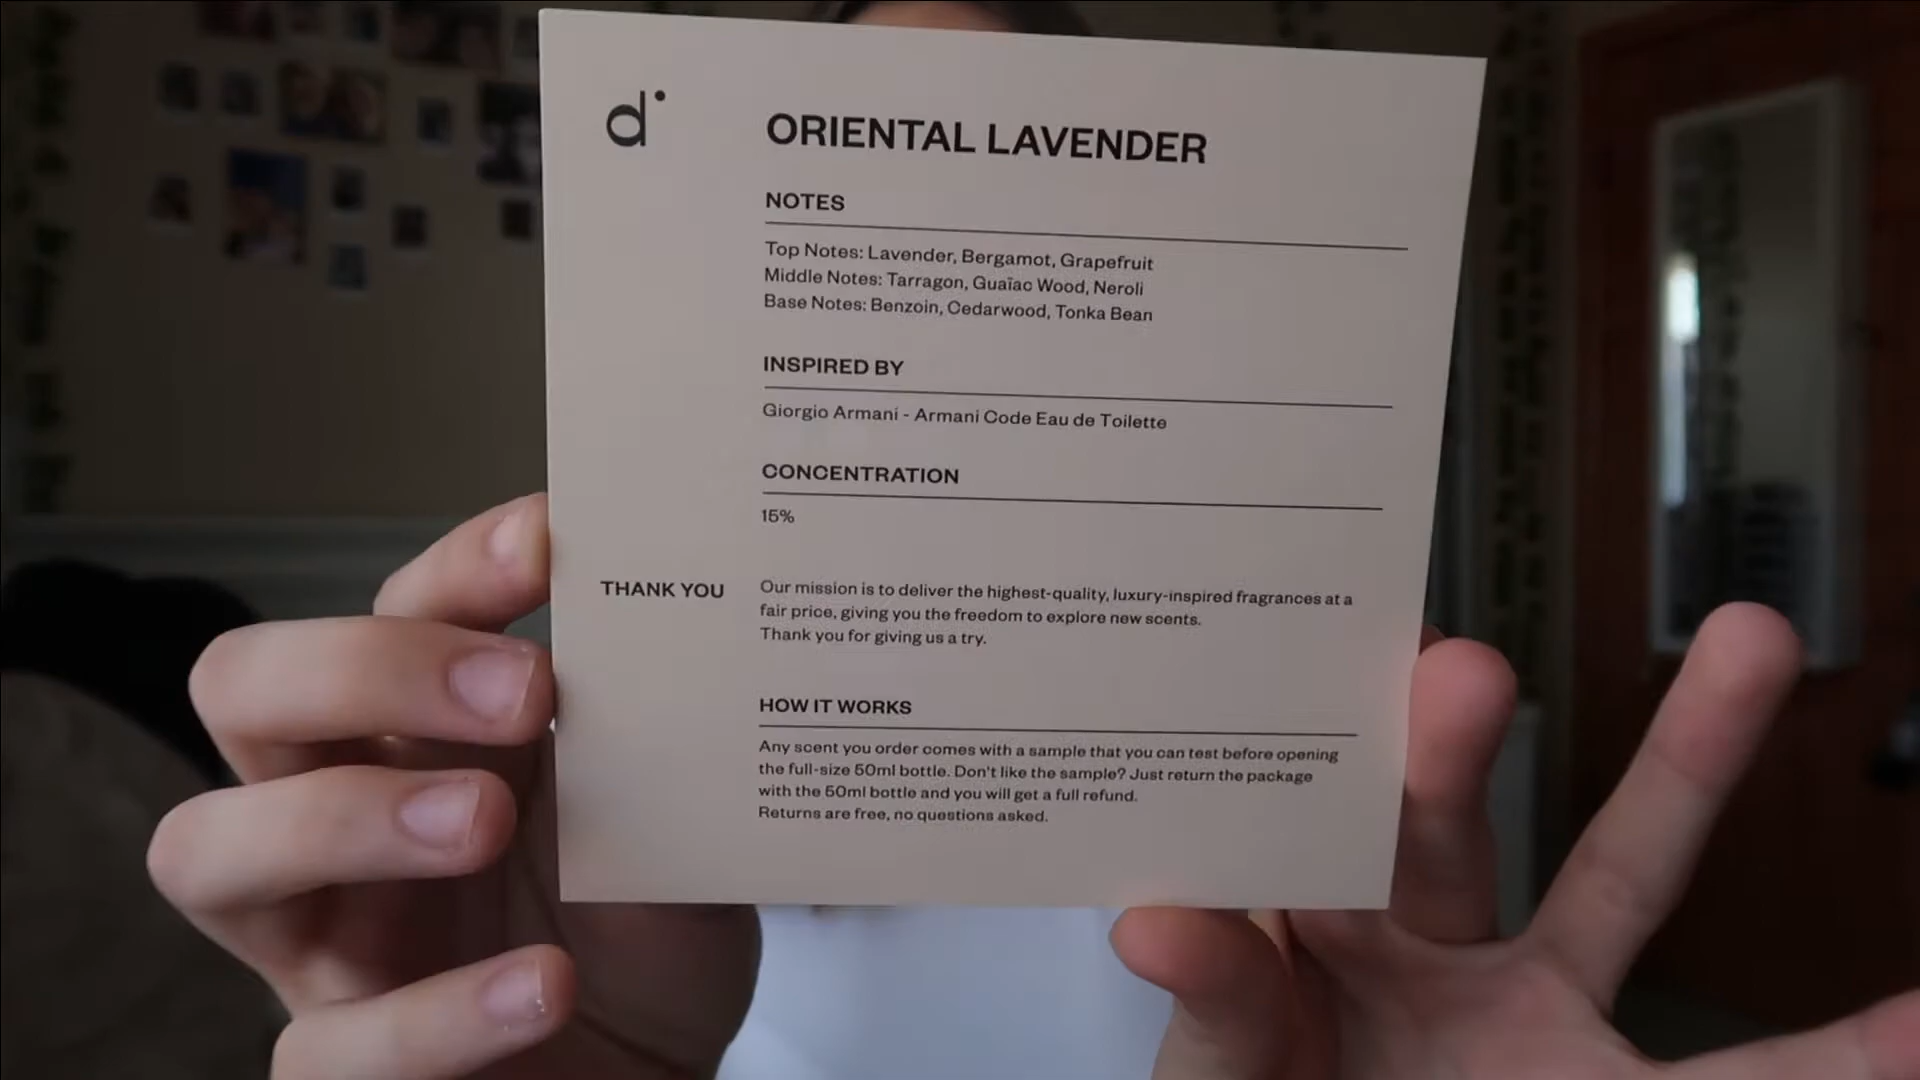 d·
ORIENTAL LAVENDER
NOTES
Top Notes: Lavender, Bergamot, Grapefruit
Middle Notes: Tarragon, Guaïac Wood, Neroli
Base Notes: Benzoin, Cedarwood, Tonka Bean
INSPIRED BY
Giorgio Armani - Armani Code Eau de Toilette
CONCENTRATION
15%
THANK YOU
Our mission is to deliver the highest-quality, luxury-inspired fragrances at a
fair price, giving you the freedom to explore new scents.
Thank you for giving us a try.
HOW IT WORKS
Any scent you order comes with a sample that you can test before opening
the full-size 50ml bottle. Don't like the sample? Just return the package
with the 50ml bottle and you will get a full refund.
Returns are free, no questions asked.